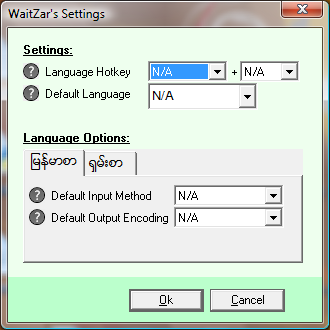 WaitZar's Settings
Settings:
? Language Hotkey N/A + N/A
? Default Language N/A
Language Options:
မြန်မာစာ ရှမ်းစာ
? Default Input Method N/A
? Default Output Encoding N/A
Ok Cancel